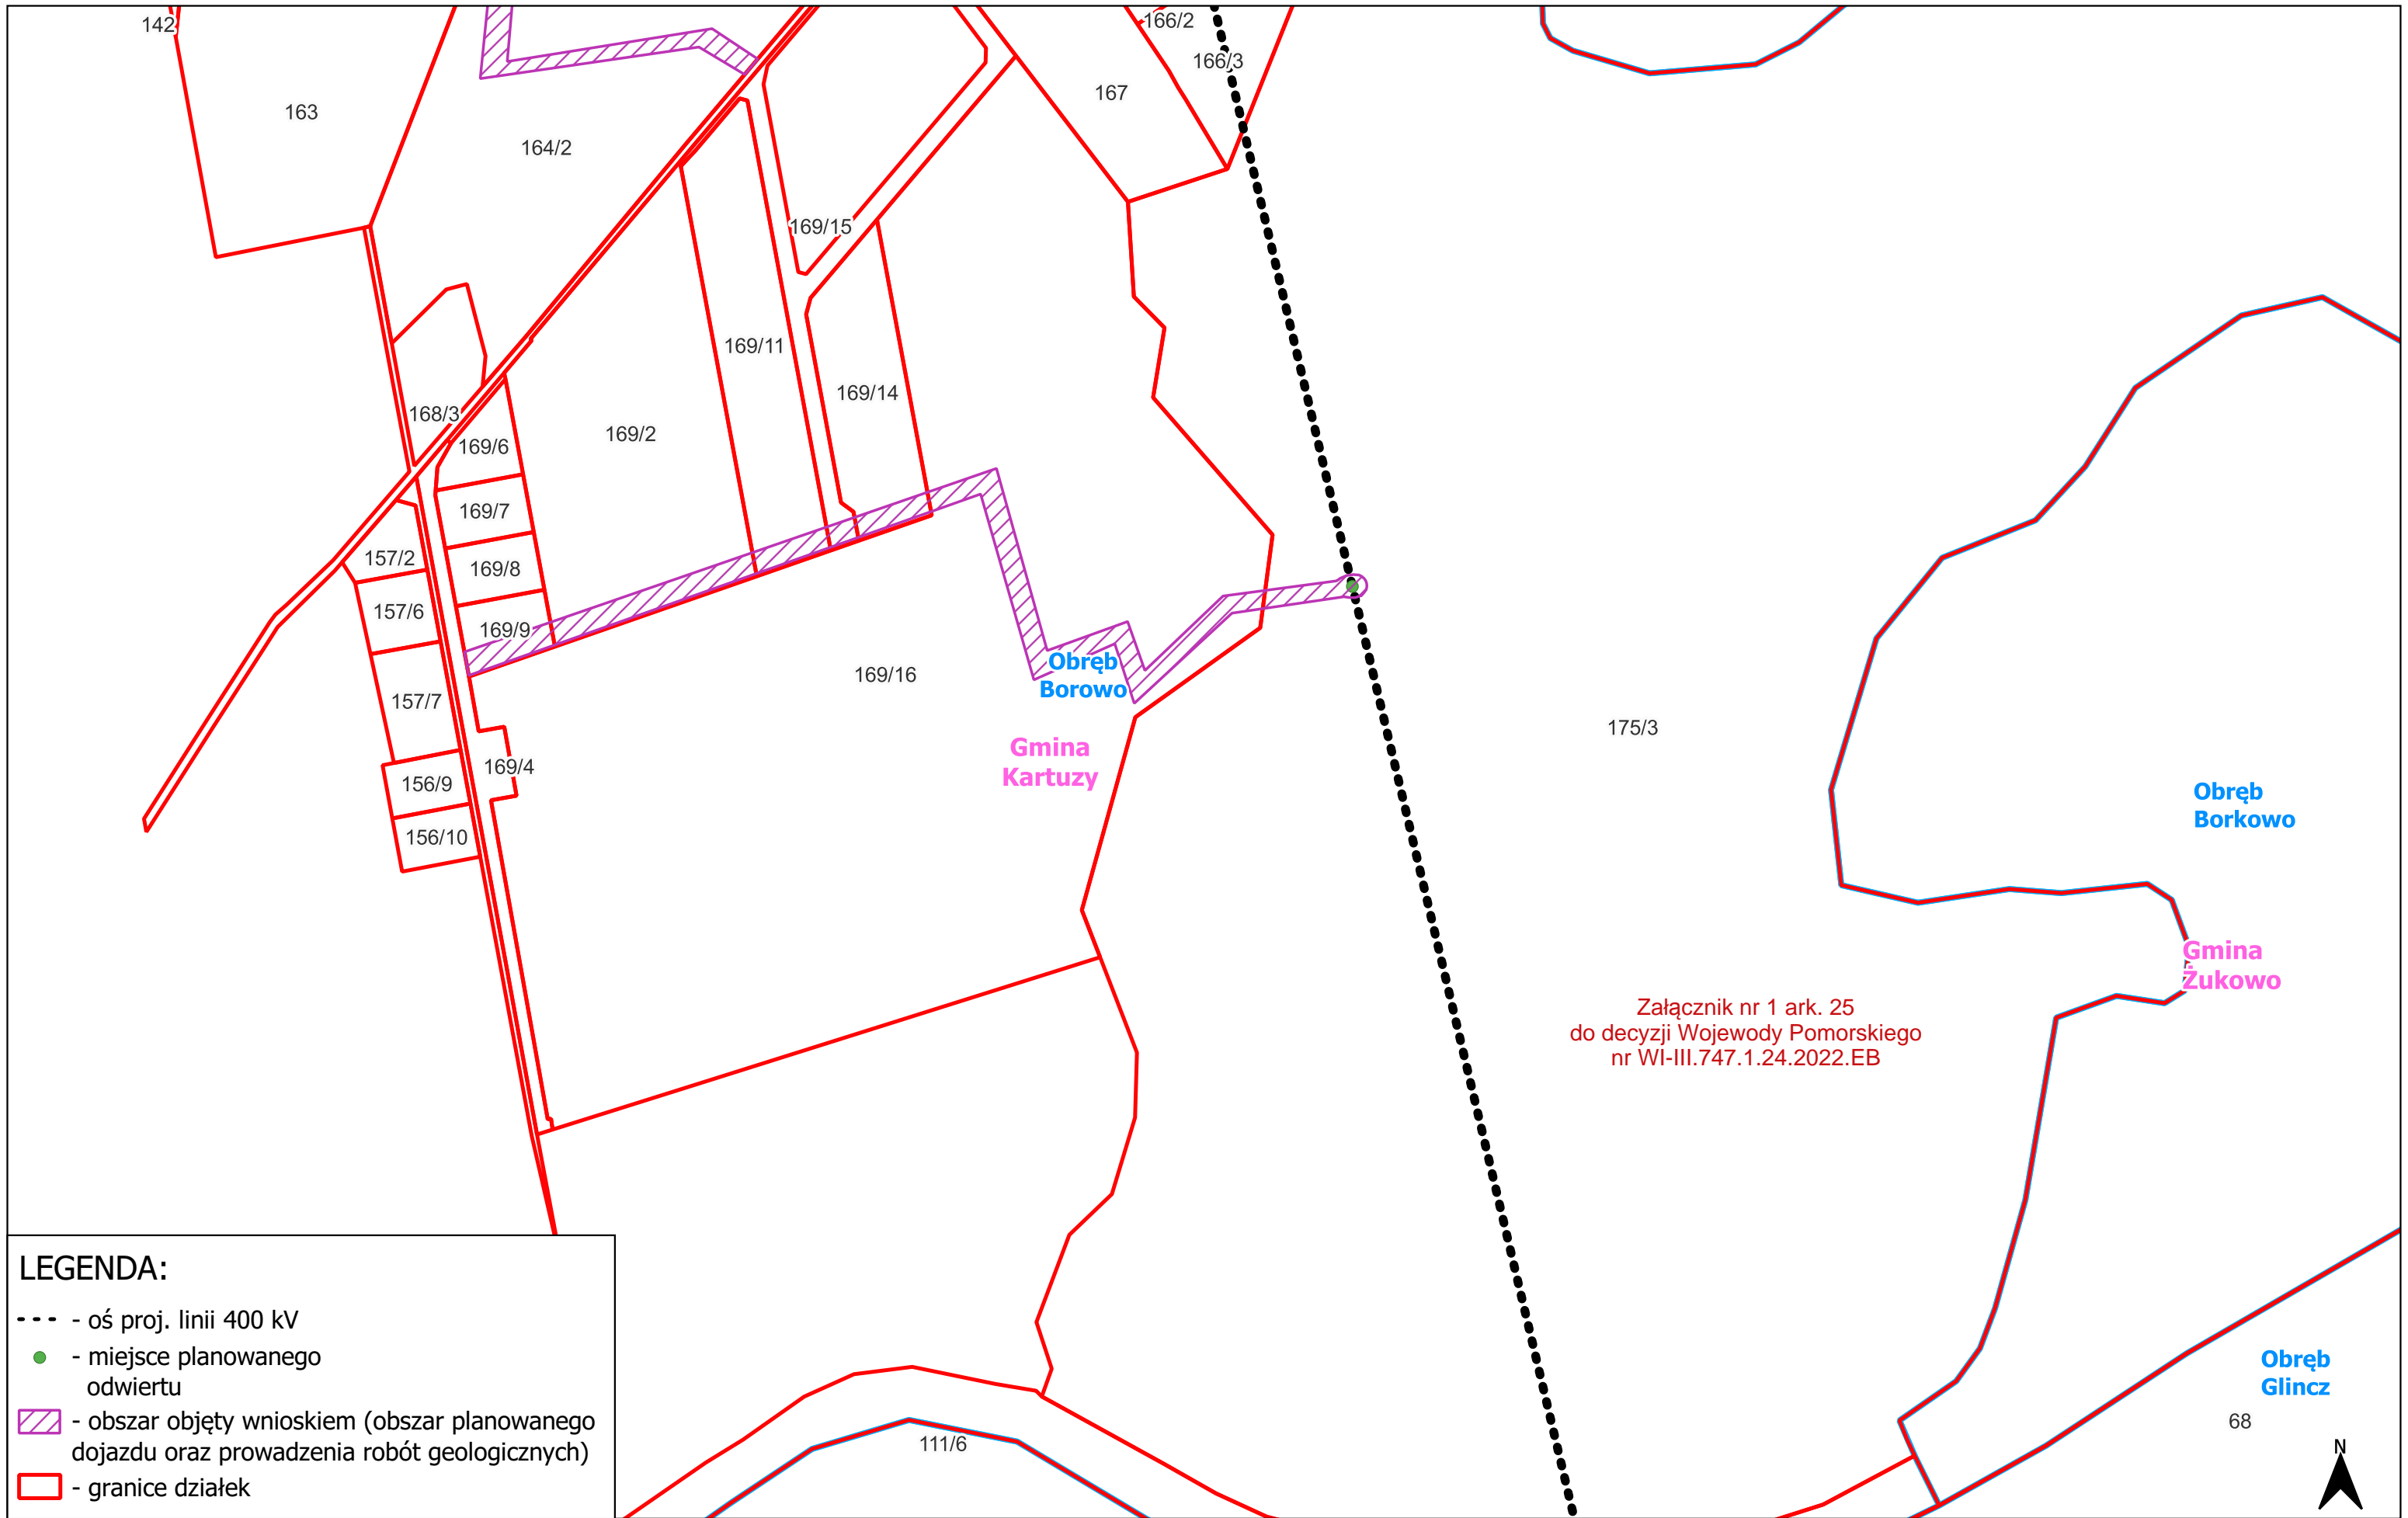 142
166/2
166/3
163
167
164/2
169/15
169/11
169/14
168/3
169/2
169/6
169/7
157/2
169/8
157/6
169/9
Obręb
Borowo
169/16
157/7
175/3
Gmina
Kartuzy
169/4
156/9
Obręb
Borkowo
156/10
Gmina
Żukowo
Załącznik nr 1 ark. 25
do decyzji Wojewody Pomorskiego
nr WI-III.747.1.24.2022.EB
Obręb
Glincz
68
111/6
N
LEGENDA:
- oś proj. linii 400 kV
- miejsce planowanego
odwiertu
- obszar objęty wnioskiem (obszar planowanego
dojazdu oraz prowadzenia robót geologicznych)
- granice działek